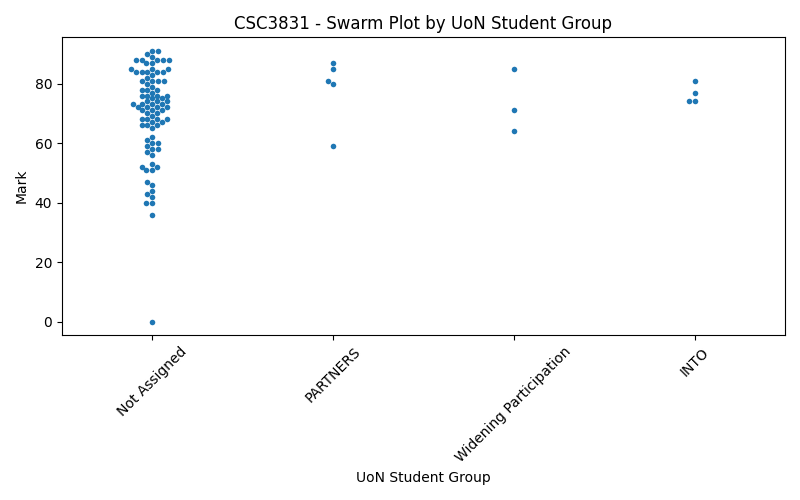 CSC3831 - Swarm Plot by UoN Student Group
Mark
80
60
40
20
0
Not Assigned
PARTNERS
Widening Participation
INTO
UoN Student Group